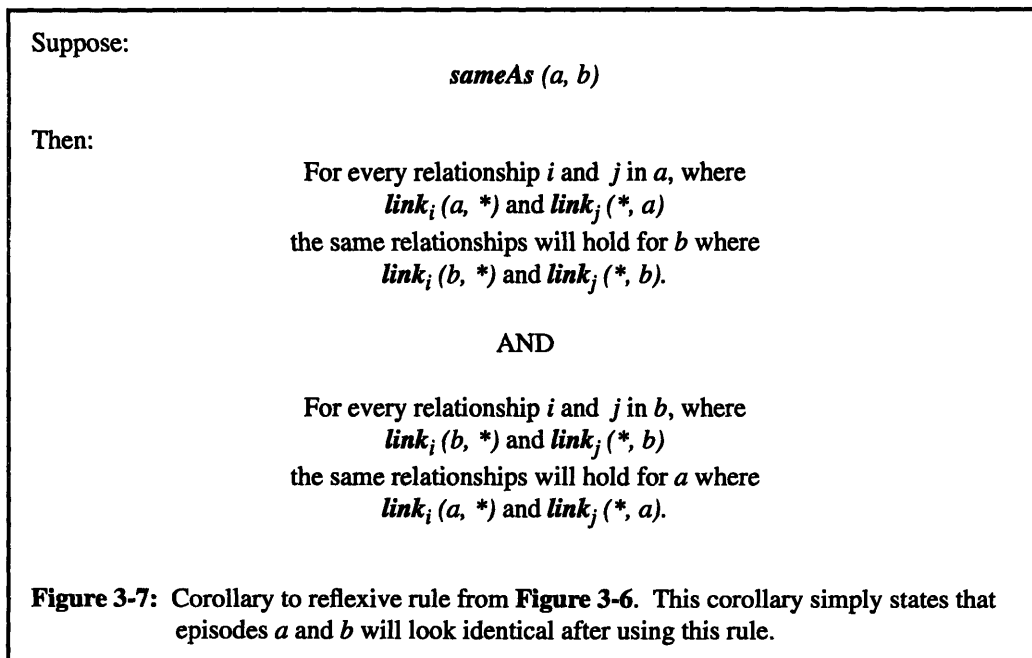 Suppose:
sameAs (a, b)
Then:
For every relationship i and j in a, where
link_i (a, *) and link_j (*, a)
the same relationships will hold for b where
link_i (b, *) and link_j (*, b).
AND
For every relationship i and j in b, where
link_i (b, *) and link_j (*, b)
the same relationships will hold for a where
link_i (a, *) and link_j (*, a).
Figure 3-7: Corollary to reflexive rule from Figure 3-6. This corollary simply states that
episodes a and b will look identical after using this rule.